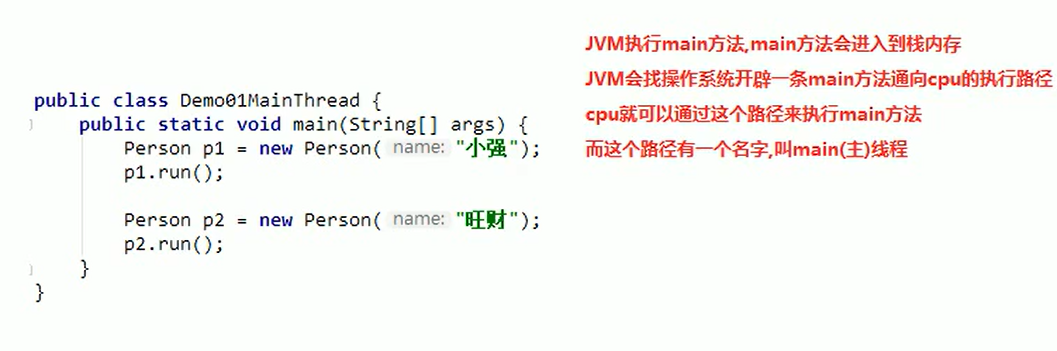 JVM执行main方法,main方法会进入到栈内存
JVM会找操作系统开辟一条main方法通向cpu的执行路径
cpu就可以通过这个路径来执行main方法
而这个路径有一个名字,叫main(主)线程
public class Demo01MainThread {
public static void main(String[] args) {
Person p1 = new Person( name: "小强");
p1.run();
Person p2 = new Person( name: "旺财");
p2.run();
}
}